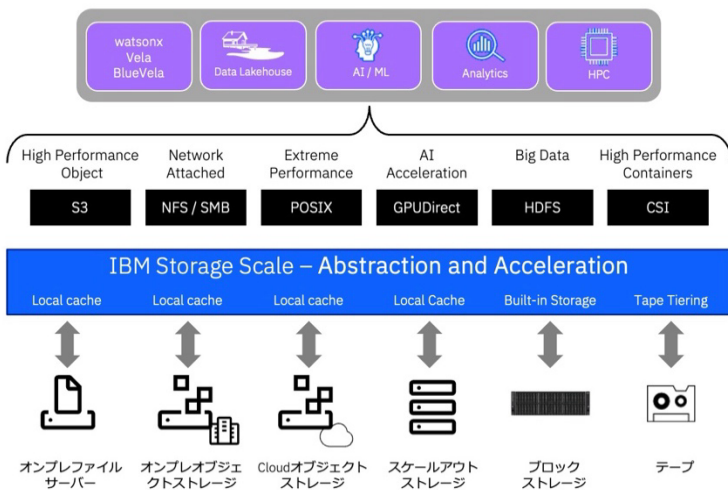 watsonx
Vela
BlueVela
Data Lakehouse
AI / ML
Analytics
HPC
High Performance
Object
Network
Attached
Extreme
Performance
AI
Acceleration
Big Data
High Performance
Containers
S3
NFS / SMB
POSIX
GPUDirect
HDFS
CSI
IBM Storage Scale – Abstraction and Acceleration
Local cache
Local cache
Local cache
Local Cache
Built-in Storage
Tape Tiering
オンプレファイル
サーバー
オンプレオブジェ
クトストレージ
Cloudオブジェクト
ストレージ
スケールアウト
ストレージ
ブロック
ストレージ
テープ